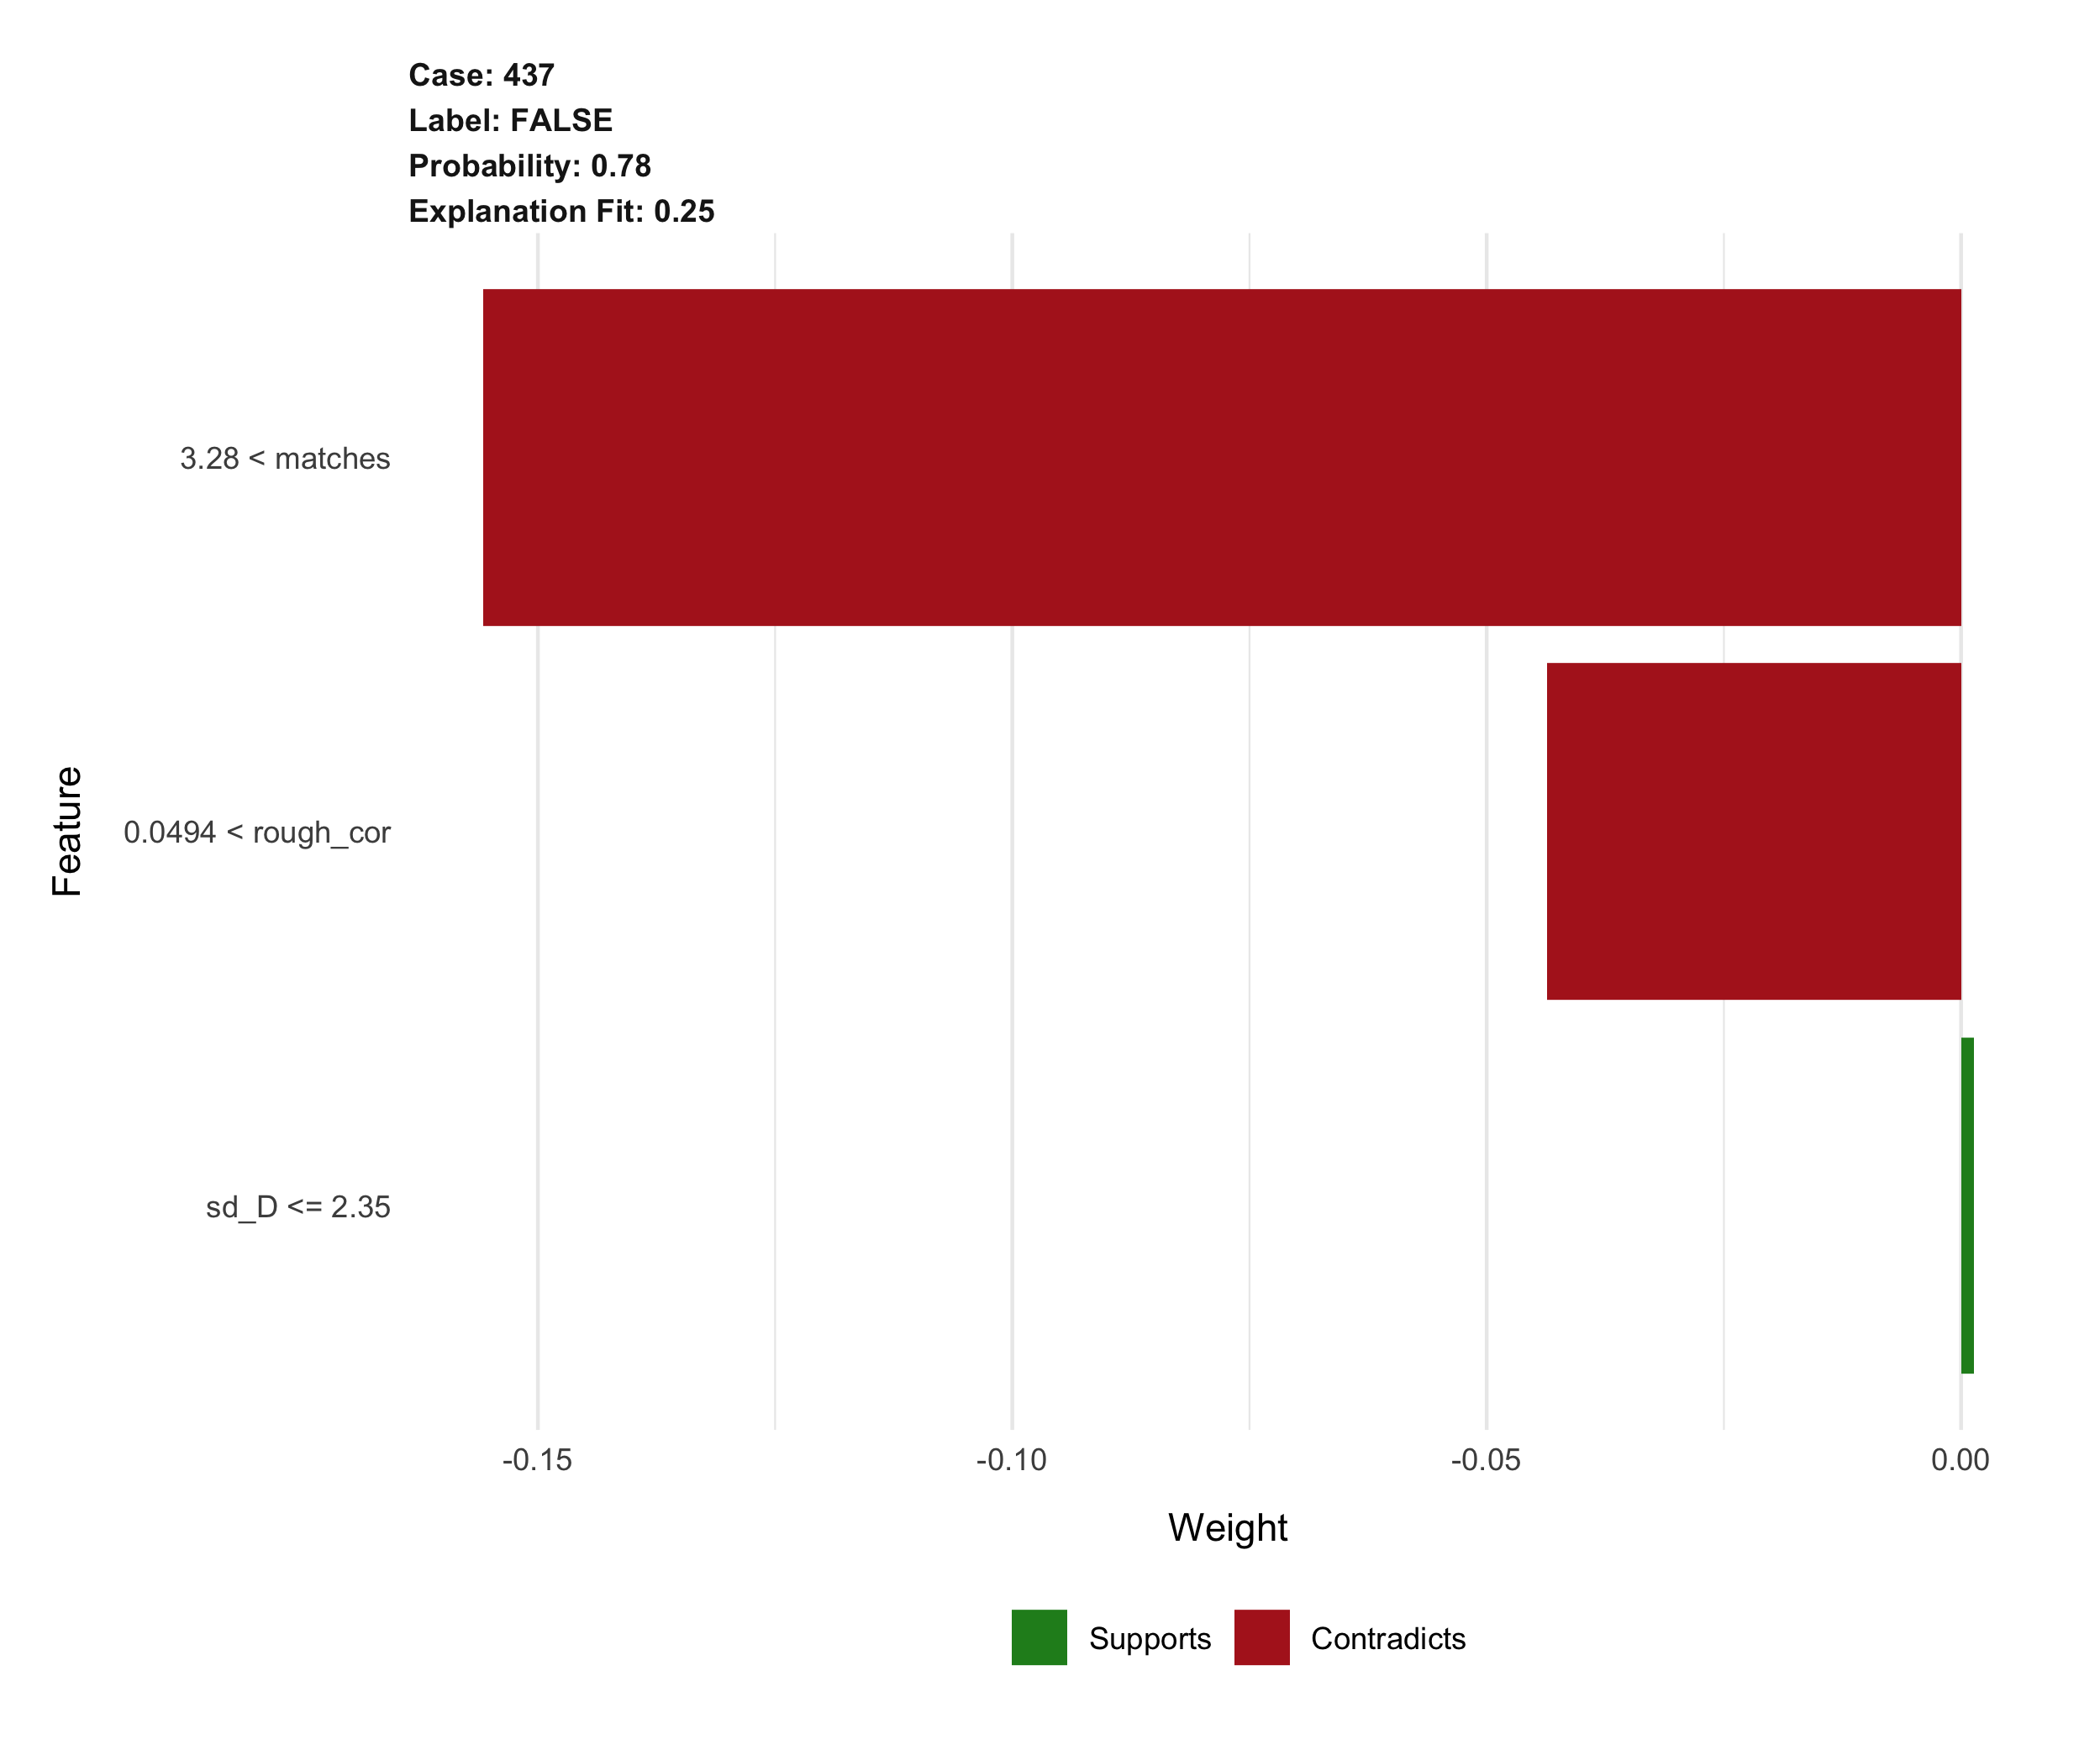 Case: 437
Label: FALSE
Probability: 0.78
Explanation Fit: 0.25
Feature
3.28 < matches
0.0494 < rough_cor
sd_D <= 2.35
-0.15 -0.10 -0.05 0.00
Weight
Supports Contradicts